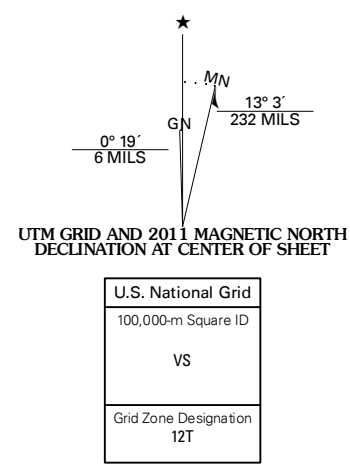 MN
13° 3´
232 MILS
GN
0° 19´
6 MILS
UTM GRID AND 2011 MAGNETIC NORTH
DECLINATION AT CENTER OF SHEET
U.S. National Grid
100,000-m Square ID
VS
Grid Zone Designation
12T